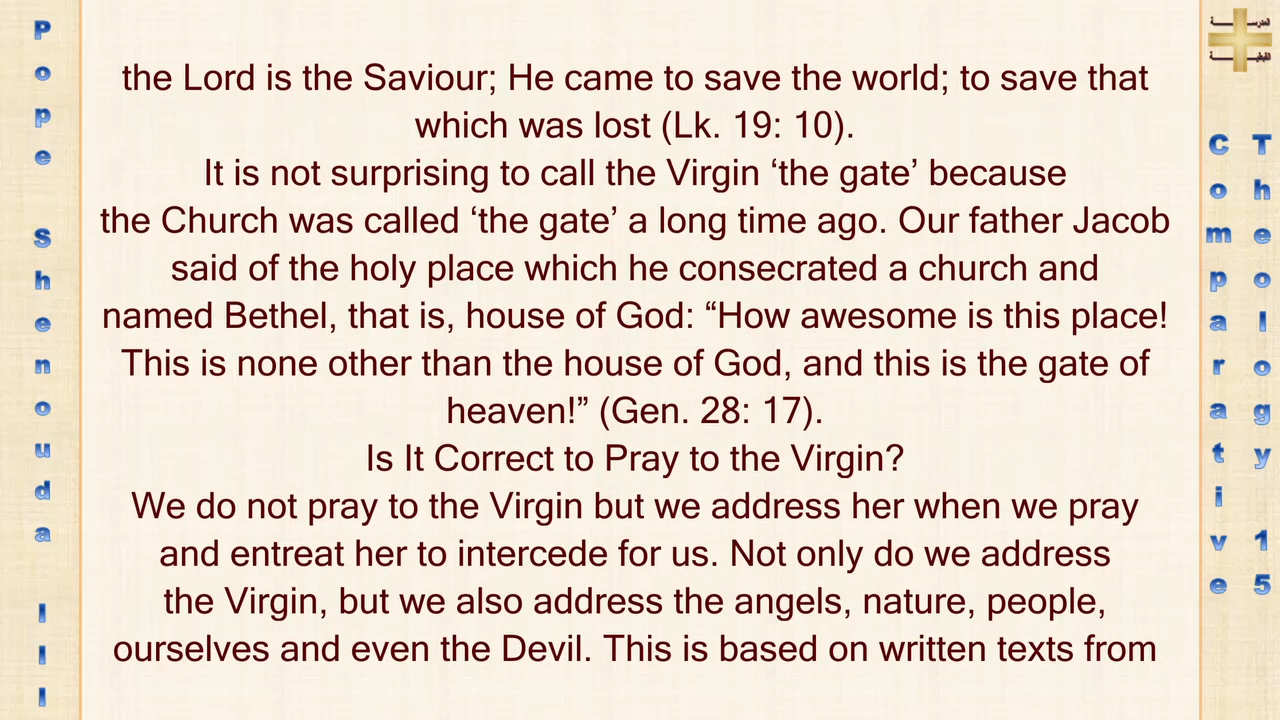 Pope Shenouda III
the Lord is the Saviour; He came to save the world; to save that
which was lost (Lk. 19: 10).
It is not surprising to call the Virgin ‘the gate’ because
the Church was called ‘the gate’ a long time ago. Our father Jacob
said of the holy place which he consecrated a church and
named Bethel, that is, house of God: “How awesome is this place!
This is none other than the house of God, and this is the gate of
heaven!” (Gen. 28: 17).
Is It Correct to Pray to the Virgin?
We do not pray to the Virgin but we address her when we pray
and entreat her to intercede for us. Not only do we address
the Virgin, but we also address the angels, nature, people,
ourselves and even the Devil. This is based on written texts from
المدرســـة
القبطيـــة
Comparative
Theology 15